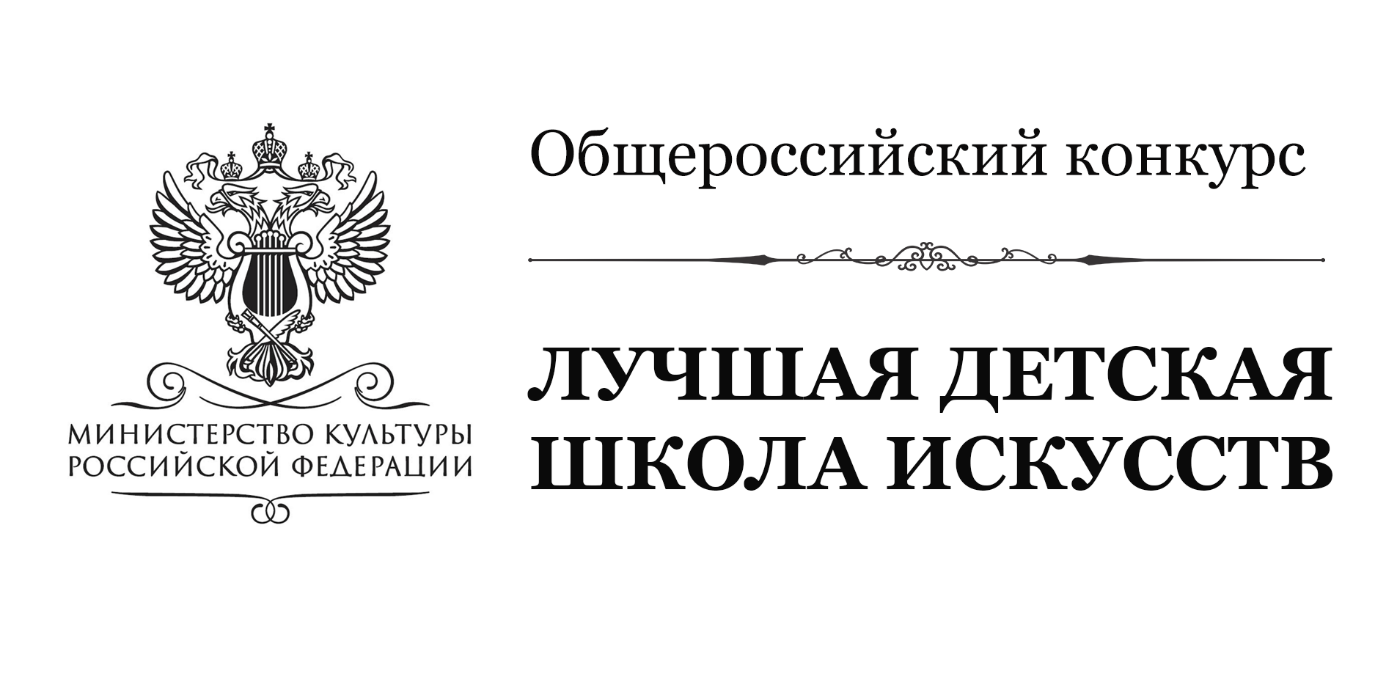 МИНИСТЕРСТВО КУЛЬТУРЫ
РОССИЙСКОЙ ФЕДЕРАЦИИ
Общероссийский конкурс
ЛУЧШАЯ ДЕТСКАЯ
ШКОЛА ИСКУССТВ